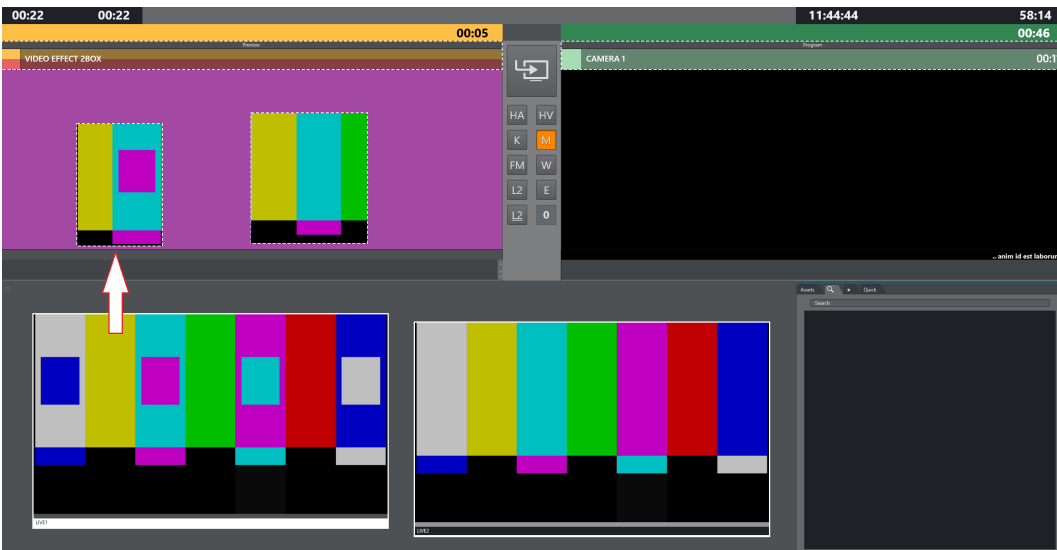 00:22 00:22 11:44:44 58:14
00:05 00:46
Preview Program
VIDEO EFFECT 2BOX CAMERA 1 00:1
HA HV
K M
FM W
L2 E
L2 0
.. anim id est laborum
Assets Quick
Search
LIVE1
LIVE2